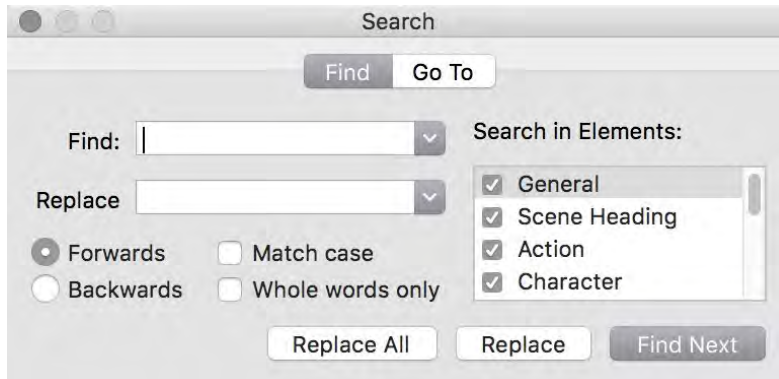 Search
Find Go To
Find:
Replace
Forwards
Backwards
Match case
Whole words only
Search in Elements:
General
Scene Heading
Action
Character
Replace All Replace Find Next